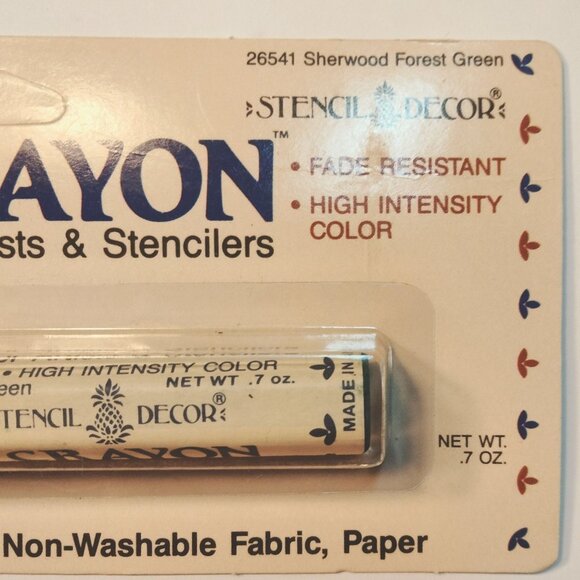 26541 Sherwood Forest Green
STENCIL DECOR®
AYON™
• FADE RESISTANT
• HIGH INTENSITY
COLOR
sts & Stencilers
• HIGH INTENSITY COLOR
een NET WT .7 oz.
TENCIL DECOR®
MADE IN
CRAYON
NET WT.
.7 OZ.
Non-Washable Fabric, Paper